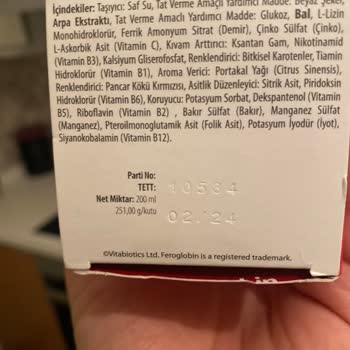 İçindekiler: Taşıyıcı: Saf Su, Tat Verme Amaçlı Yardımcı Madde: Beyaz Şeker,
Arpa Ekstraktı, Tat Verme Amaçlı Yardımcı Madde: Glukoz, Bal, L-Lizin
Monohidroklorür, Ferrik Amonyum Sitrat (Demir), Çinko Sülfat (Çinko),
L-Askorbik Asit (Vitamin C), Kıvam Arttırıcı: Ksantan Gam, Nikotinamid
(Vitamin B3), Kalsiyum Gliserofosfat, Renklendirici: Bitkisel Karotenler, Tiamin
Hidroklorür (Vitamin B1), Aroma Verici: Portakal Yağı (Citrus Sinensis),
Renklendirici: Pancar Kökü Kırmızısı, Asitlik Düzenleyici: Sitrik Asit, Piridoksin
Hidroklorür (Vitamin B6), Koruyucu: Potasyum Sorbat, Dekspantenol (Vitamin
B5), Riboflavin (Vitamin B2) , Bakır Sülfat (Bakır), Manganez Sülfat
(Manganez), Pteroilmonoglutamik Asit (Folik Asit), Potasyum İyodür (İyot),
Siyanokobalamin (Vitamin B12).
Parti No:
TETT: 10534
Net Miktar: 200 ml
251,00 g/kutu 02.'24
©Vitabiotics Ltd. Feroglobin is a registered trademark.